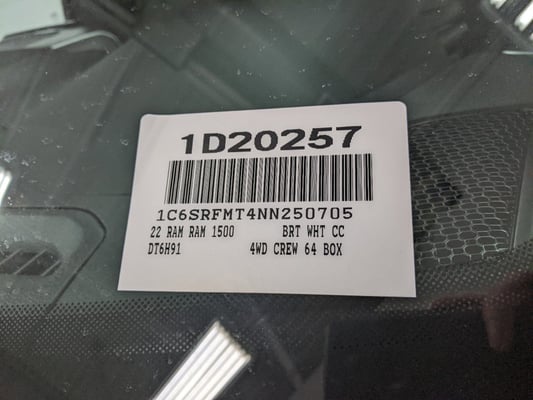 1D20257
1C6SRFMT4NN250705
22 RAM RAM 1500 BRT WHT CC
DT6H91 4WD CREW 64 BOX